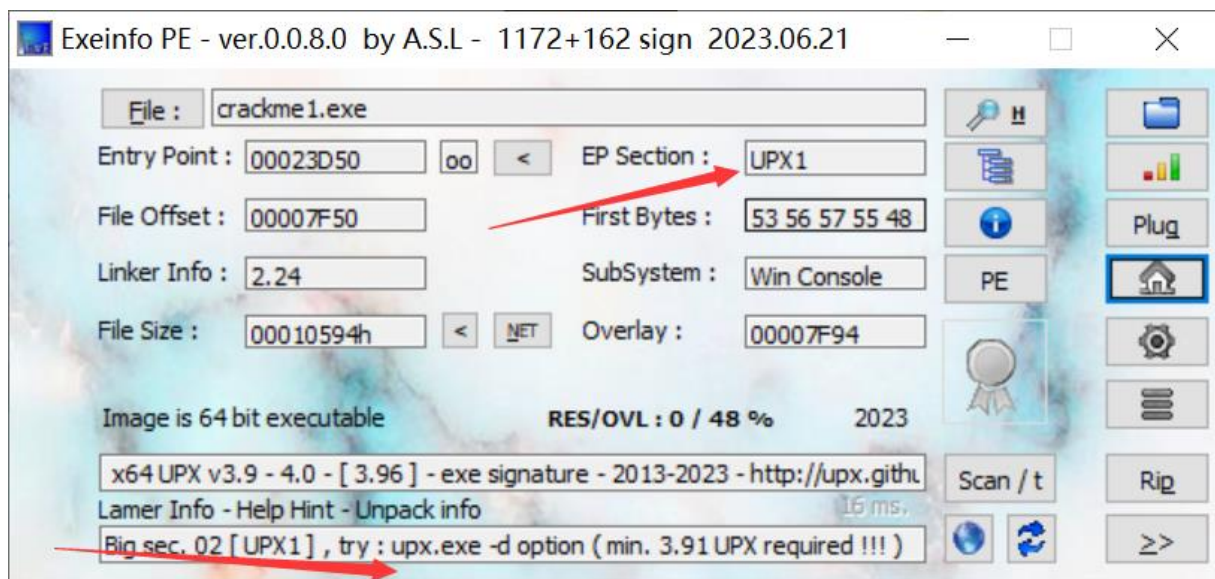 Exeinfo PE - ver.0.0.8.0 by A.S.L - 1172+162 sign 2023.06.21
File : crackme1.exe H
Entry Point : 00023D50 oo < EP Section : UPX1
File Offset : 00007F50 First Bytes : 53 56 57 55 48 Plug
Linker Info : 2.24 SubSystem : Win Console PE
File Size : 00010594h < NET Overlay : 00007F94
Image is 64 bit executable RES/OVL : 0 / 48 % 2023
x64 UPX v3.9 - 4.0 - [ 3.96 ] - exe signature - 2013-2023 - http://upx.githu Scan / t Rip
Lamer Info - Help Hint - Unpack info 16 ms.
Big sec. 02 [ UPX1 ] , try : upx.exe -d option ( min. 3.91 UPX required !!! ) >>